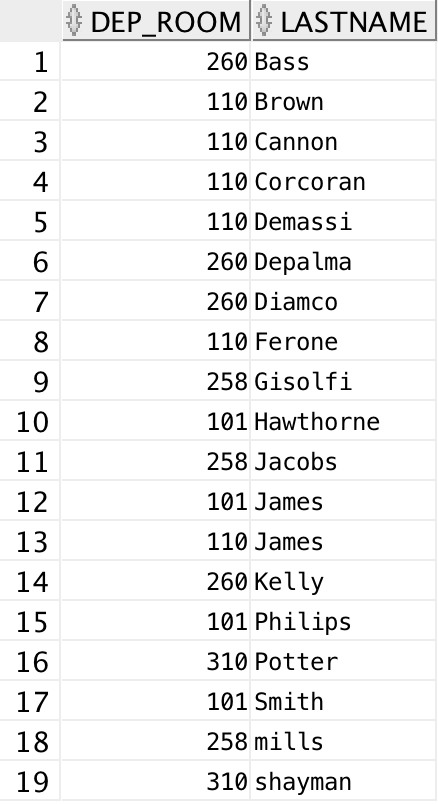 DEP_ROOM LASTNAME
1 260 Bass
2 110 Brown
3 110 Cannon
4 110 Corcoran
5 110 Demassi
6 260 Depalma
7 260 Diamco
8 110 Ferone
9 258 Gisolfi
10 101 Hawthorne
11 258 Jacobs
12 101 James
13 110 James
14 260 Kelly
15 101 Philips
16 310 Potter
17 101 Smith
18 258 mills
19 310 shayman